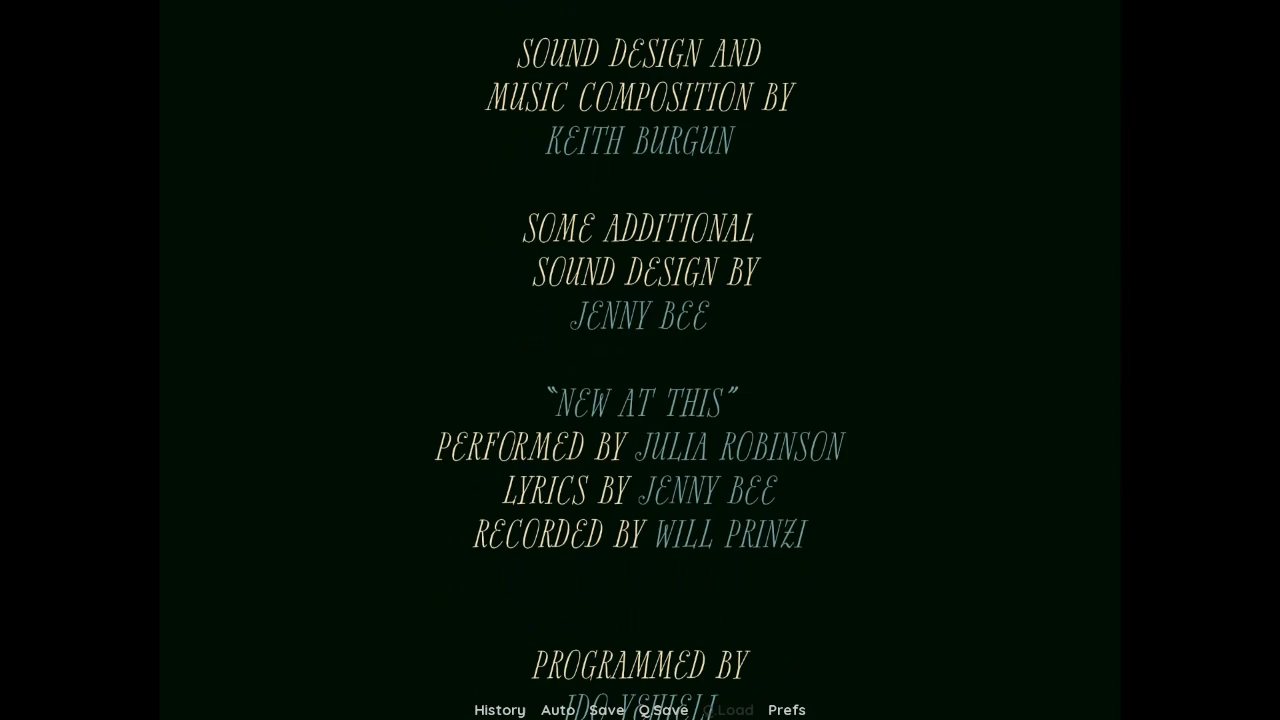 SOUND DESIGN AND
MUSIC COMPOSITION BY
KEITH BURGUN
SOME ADDITIONAL
SOUND DESIGN BY
JENNY BEE
"NEW AT THIS"
PERFORMED BY JULIA ROBINSON
LYRICS BY JENNY BEE
RECORDED BY WILL PRINZI
PROGRAMMED BY
IDO YEHIELI
History Auto Save Q.Save Q.Load Prefs